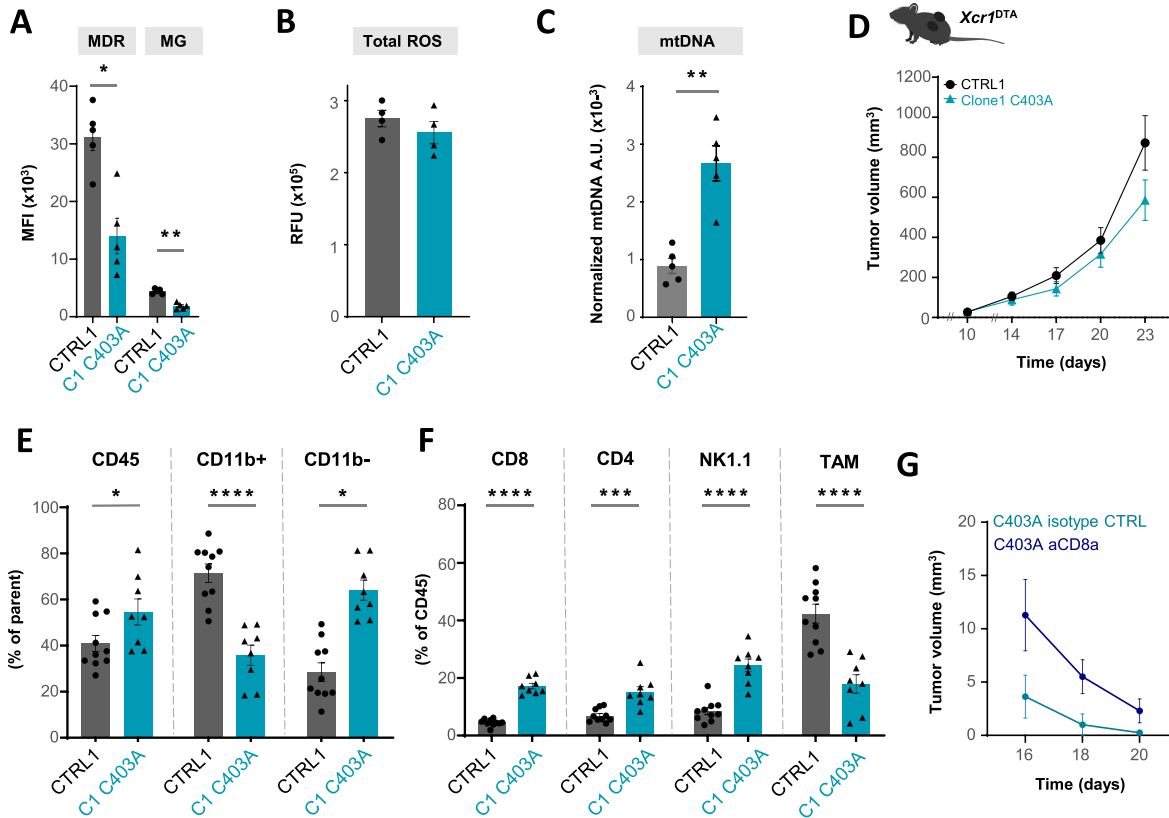 A
MDR MG
*
**
MFI (x10³)
40
30
20
10
0
CTRL1
C1 C403A
CTRL1
C1 C403A
B
Total ROS
RFU (x10⁵)
3
2
1
0
CTRL1
C1 C403A
C
mtDNA
**
Normalized mtDNA A.U. (x10⁻³)
4
3
2
1
0
CTRL1
C1 C403A
D
Xcr1ᴰᵀᴬ
CTRL1
Clone1 C403A
Tumor volume (mm³)
1200
1000
800
600
400
200
0
10 14 17 20 23
Time (days)
E
CD45 CD11b+ CD11b-
* **** *
(% of parent)
100
80
60
40
20
0
CTRL1
C1 C403A
CTRL1
C1 C403A
CTRL1
C1 C403A
F
CD8 CD4 NK1.1 TAM
**** *** **** ****
(% of CD45)
80
60
40
20
0
CTRL1
C1 C403A
CTRL1
C1 C403A
CTRL1
C1 C403A
CTRL1
C1 C403A
G
C403A isotype CTRL
C403A aCD8a
Tumor volume (mm³)
20
15
10
5
0
16 18 20
Time (days)